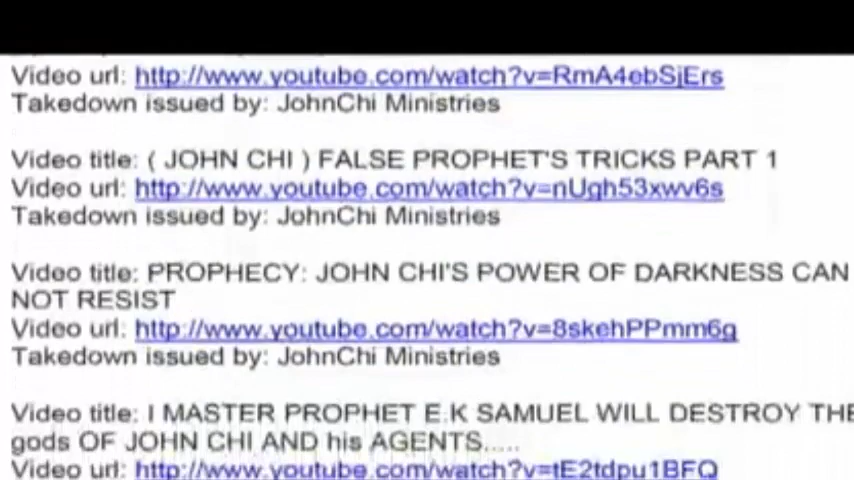 Video url: http://www.youtube.com/watch?v=RmA4ebSjErs
Takedown issued by: JohnChi Ministries
Video title: ( JOHN CHI ) FALSE PROPHET'S TRICKS PART 1
Video url: http://www.youtube.com/watch?v=nUgh53xwv6s
Takedown issued by: JohnChi Ministries
Video title: PROPHECY: JOHN CHI'S POWER OF DARKNESS CAN
NOT RESIST
Video url: http://www.youtube.com/watch?v=8skehPPmm6g
Takedown issued by: JohnChi Ministries
Video title: I MASTER PROPHET E.K SAMUEL WILL DESTROY THE
gods OF JOHN CHI AND his AGENTS.....
Video url: http://www.youtube.com/watch?v=tE2tdpu1BFQ